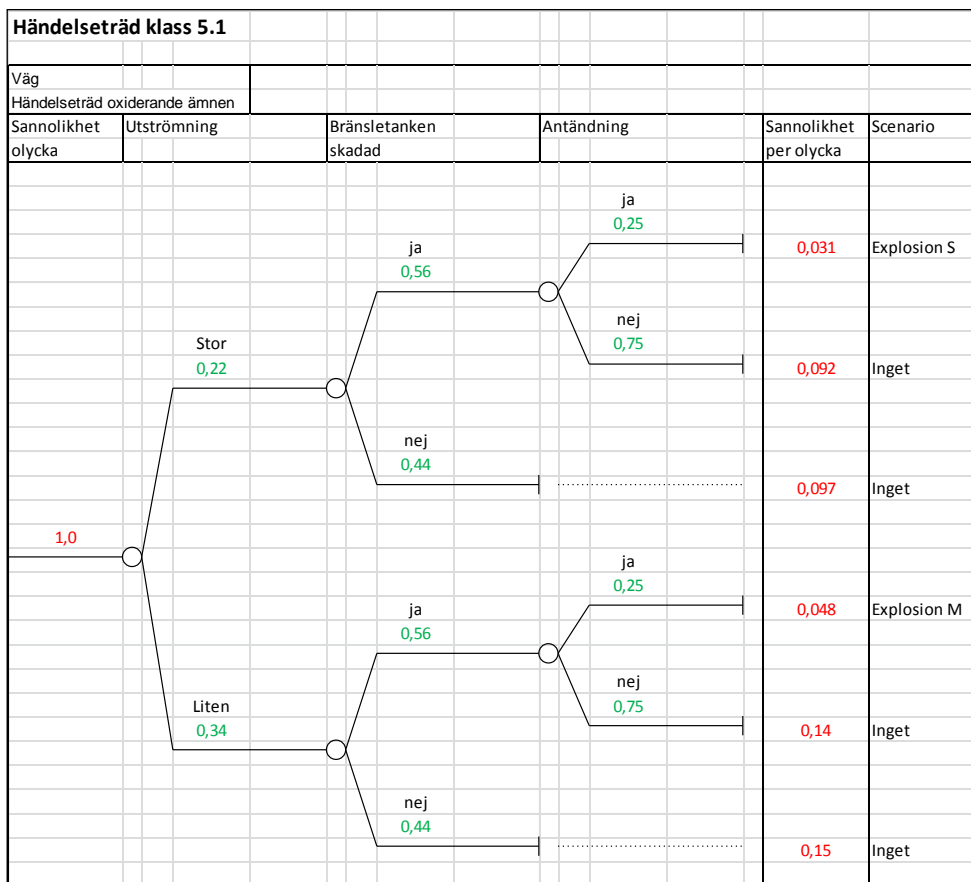 Händelseträd klass 5.1
Väg
Händelseträd oxiderande ämnen
Sannolikhet olycka
Utströmning
Bränsletanken skadad
Antändning
Sannolikhet per olycka
Scenario
ja
0,25
0,031
Explosion S
ja
0,56
nej
0,75
Stor
0,22
0,092
Inget
nej
0,44
0,097
Inget
1,0
ja
0,25
0,048
Explosion M
ja
0,56
nej
0,75
Liten
0,34
0,14
Inget
nej
0,44
0,15
Inget